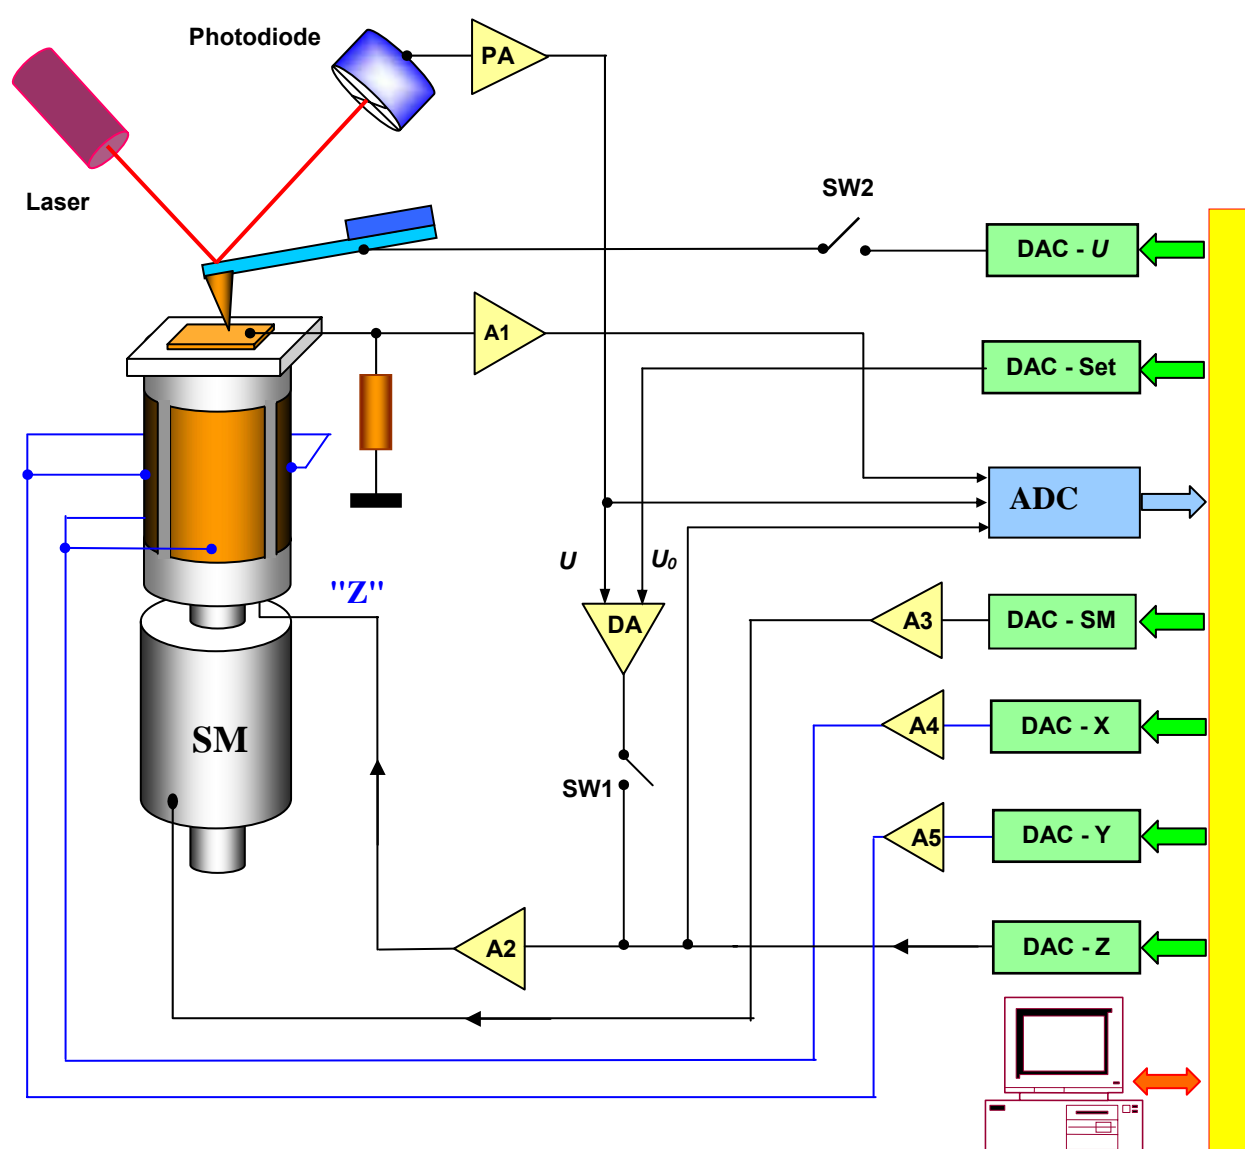 Photodiode
PA
Laser
SW2
DAC - U
A1
DAC - Set
ADC
U
U0
"Z"
DA
A3
DAC - SM
SM
A4
DAC - X
SW1
A5
DAC - Y
A2
DAC - Z